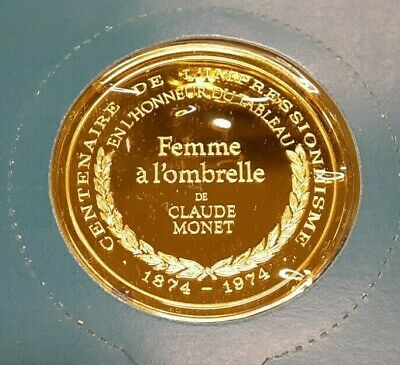 CENTENAIRE DE L'IMPRESSIONNISME
EN L'HONNEUR DU TABLEAU
Femme
à l'ombrelle
DE
CLAUDE
MONET
1874 – 1974